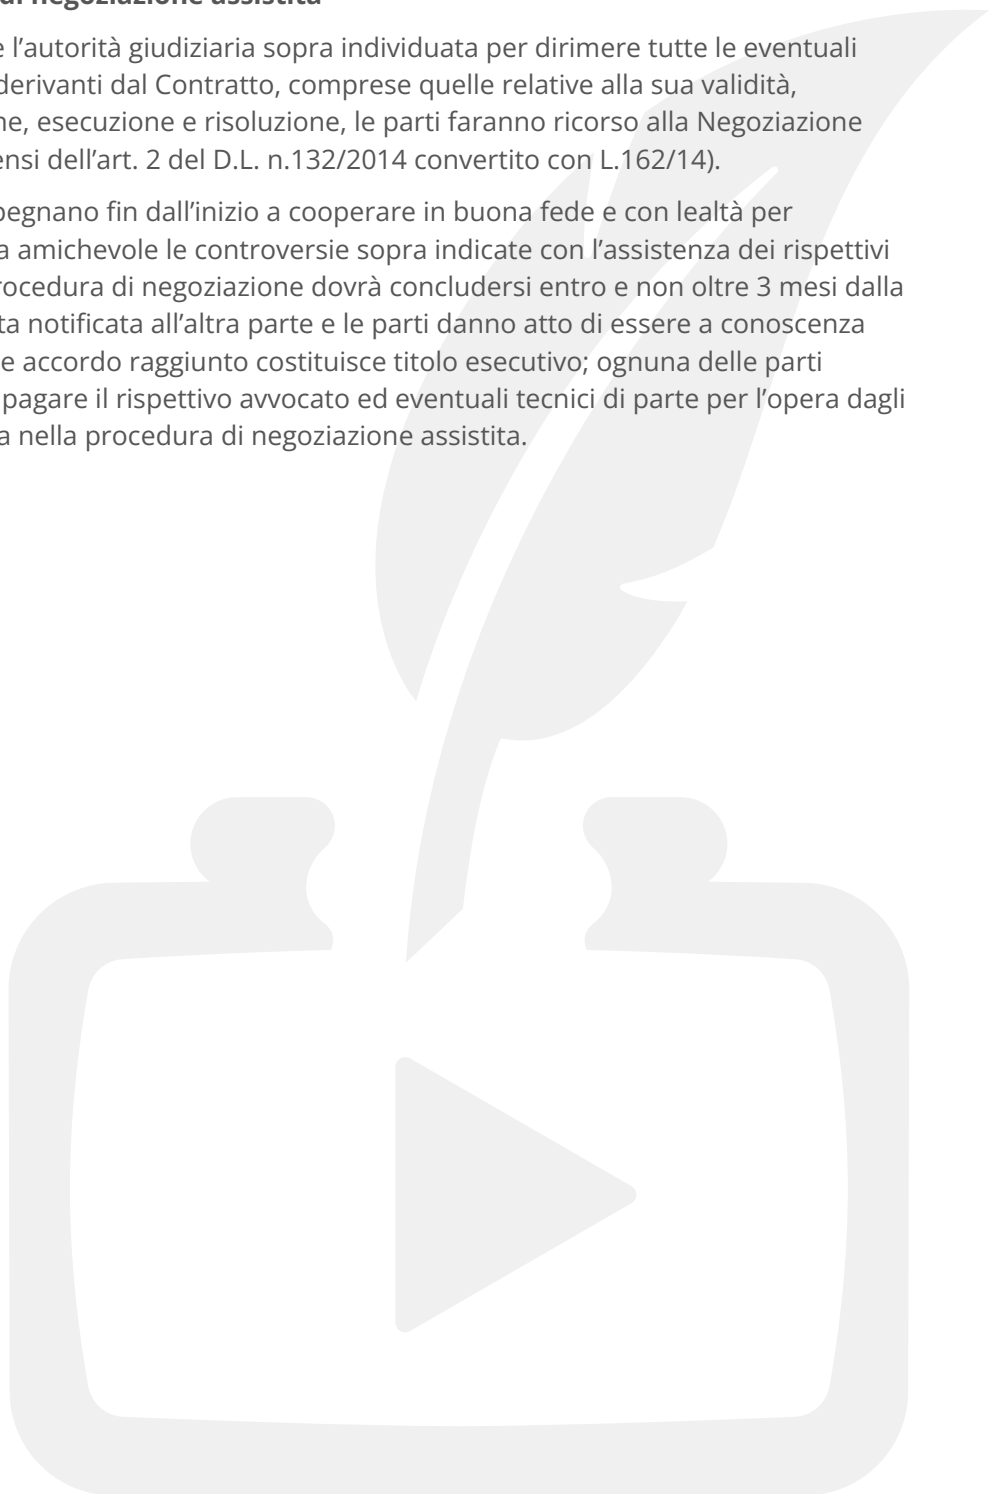 di negoziazione assistita
e l’autorità giudiziaria sopra individuata per dirimere tutte le eventuali
derivanti dal Contratto, comprese quelle relative alla sua validità,
ne, esecuzione e risoluzione, le parti faranno ricorso alla Negoziazione
ensi dell’art. 2 del D.L. n.132/2014 convertito con L.162/14).
pegnano fin dall’inizio a cooperare in buona fede e con lealtà per
a amichevole le controversie sopra indicate con l’assistenza dei rispettivi
rocedura di negoziazione dovrà concludersi entro e non oltre 3 mesi dalla
ta notificata all’altra parte e le parti danno atto di essere a conoscenza
e accordo raggiunto costituisce titolo esecutivo; ognuna delle parti
pagare il rispettivo avvocato ed eventuali tecnici di parte per l’opera dagli
a nella procedura di negoziazione assistita.